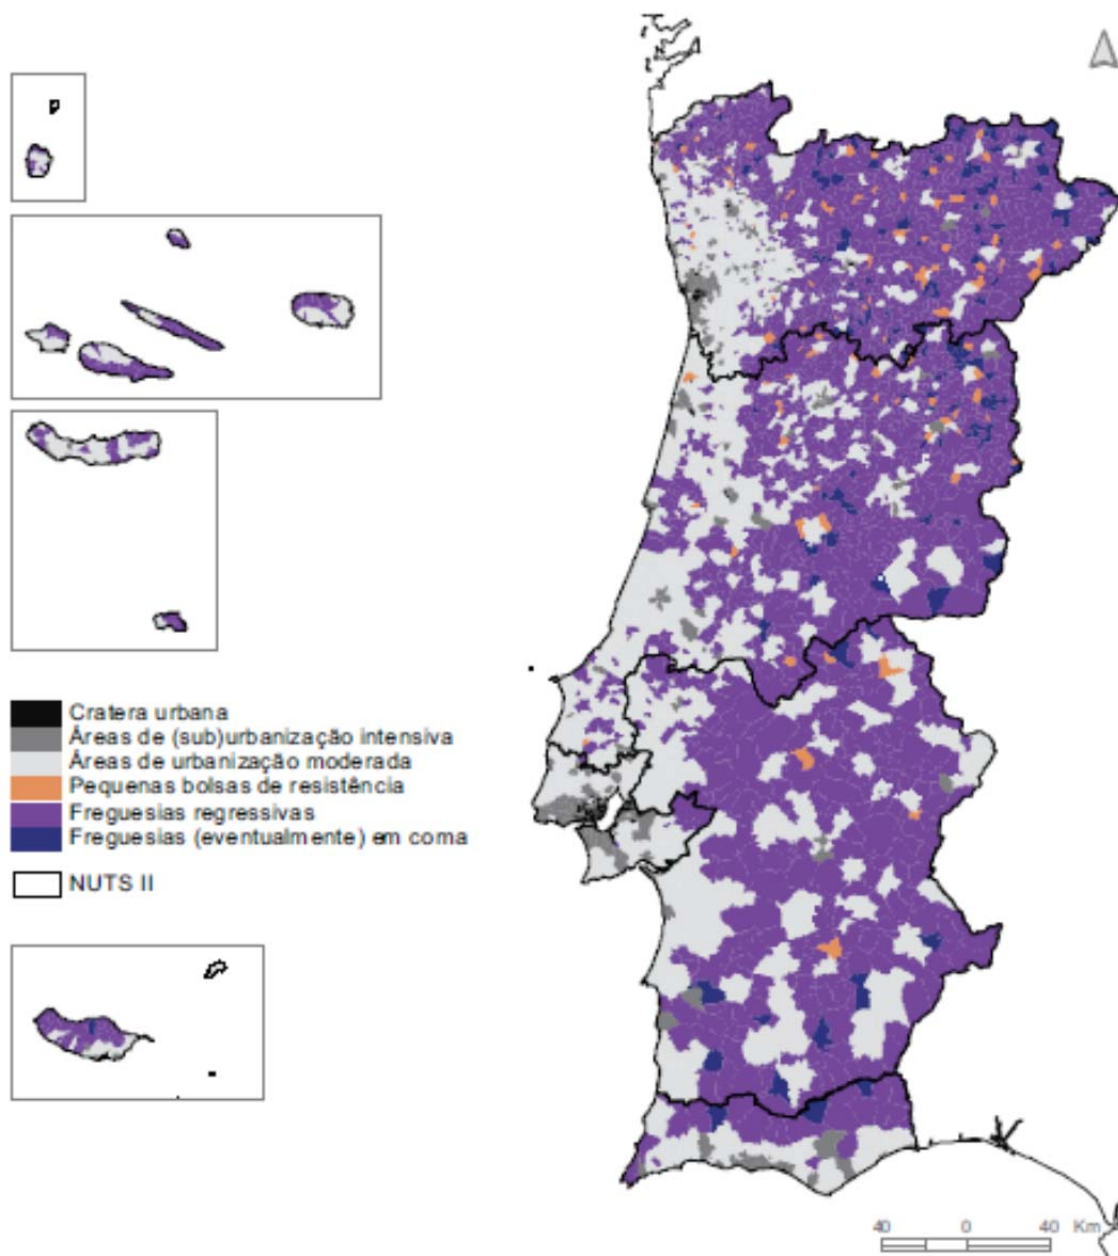 Cratera urbana
Áreas de (sub)urbanização intensiva
Áreas de urbanização moderada
Pequenas bolsas de resistência
Freguesias regressivas
Freguesias (eventualmente) em coma
NUTS II
40 0 40 Km